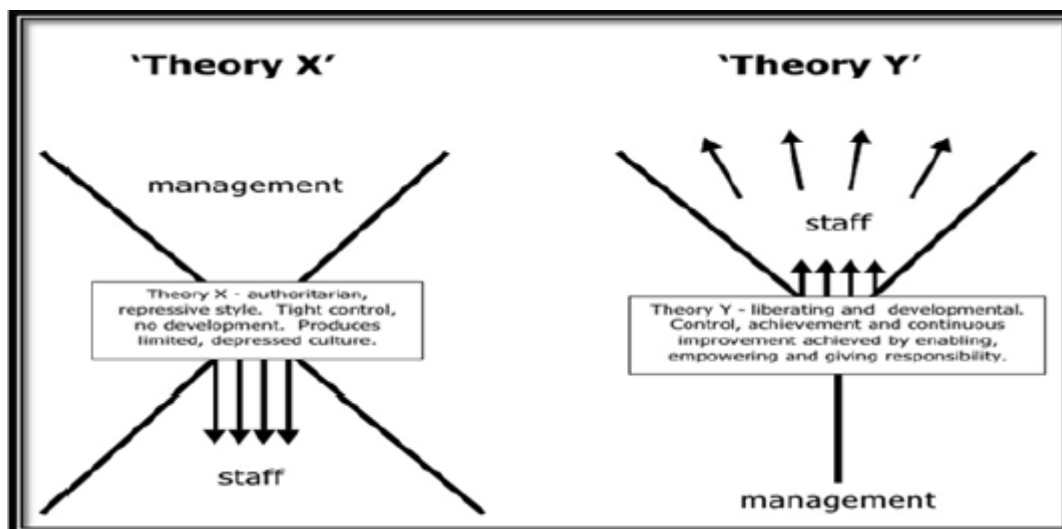 ‘Theory X’
management
Theory X - authoritarian,
repressive style. Tight control,
no development. Produces
limited, depressed culture.
staff
‘Theory Y’
staff
Theory Y - liberating and developmental.
Control, achievement and continuous
improvement achieved by enabling,
empowering and giving responsibility.
management